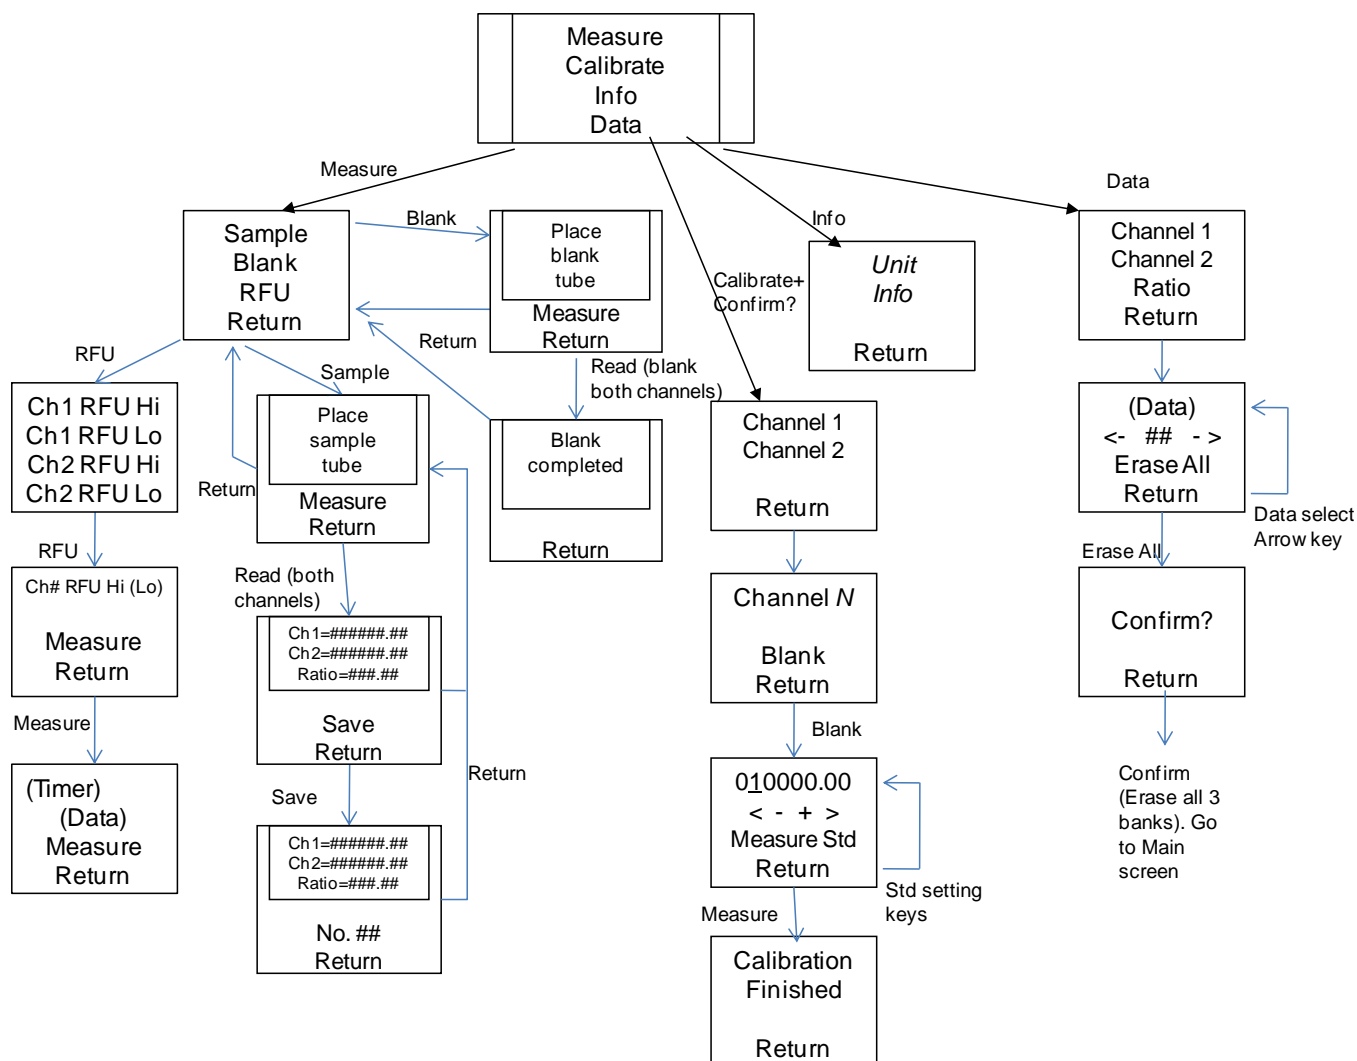 Measure
Calibrate
Info
Data
Measure
Data
Sample
Blank
RFU
Return
Blank
Place
blank
tube
Measure
Return
Info
Unit
Info
Return
Channel 1
Channel 2
Ratio
Return
Calibrate+
Confirm?
RFU
Sample
Return
Read (blank
both channels)
Ch1 RFU Hi
Ch1 RFU Lo
Ch2 RFU Hi
Ch2 RFU Lo
Return
Place
sample
tube
Measure
Return
Blank
completed
Return
Channel 1
Channel 2
Return
(Data)
<- ## - >
Erase All
Return
Data select
Arrow key
RFU
Read (both
channels)
Erase All
Ch# RFU Hi (Lo)
Measure
Return
Ch1=######.##
Ch2=######.##
Ratio=###.##
Save
Return
Channel N
Blank
Return
Confirm?
Return
Measure
Save
Return
Blank
(Timer)
(Data)
Measure
Return
Ch1=######.##
Ch2=######.##
Ratio=###.##
No. ##
Return
010000.00
< - + >
Measure Std
Return
Std setting
keys
Confirm
(Erase all 3
banks). Go
to Main
screen
Measure
Calibration
Finished
Return